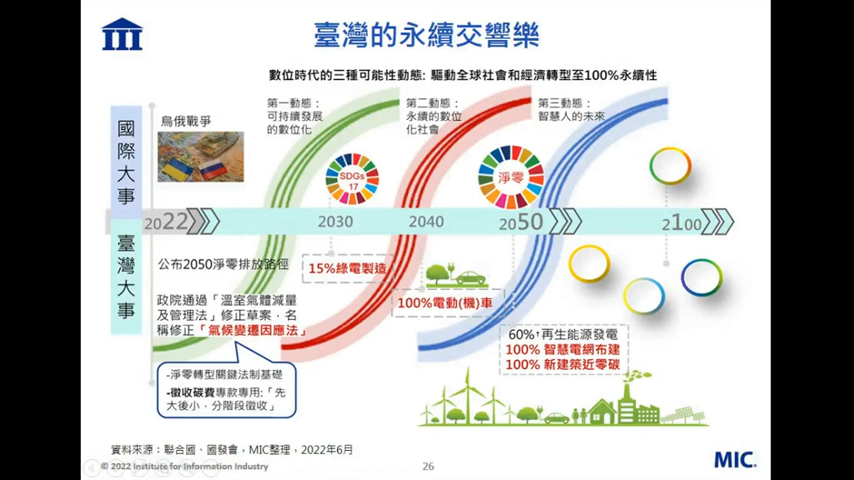 臺灣的永續交響樂
數位時代的三種可能性動態: 驅動全球社會和經濟轉型至100%永續性
國際大事
烏俄戰爭
第一動態：
可持續發展
的數位化
第二動態：
永續的數位
化社會
第三動態：
智慧人的未來
SDGs
17
淨零
2022
2030
2040
2050
2100
臺灣大事
公布2050淨零排放路徑
政院通過「溫室氣體減量
及管理法」修正草案，名
稱修正「氣候變遷因應法」
-淨零轉型關鍵法制基礎
-徵收碳費專款專用:「先
大後小，分階段徵收」
15%綠電製造
100%電動(機)車
60%↑再生能源發電
100% 智慧電網布建
100% 新建築近零碳
資料來源：聯合國、國發會，MIC整理，2022年6月
© 2022 Institute for Information Industry
26
MIC